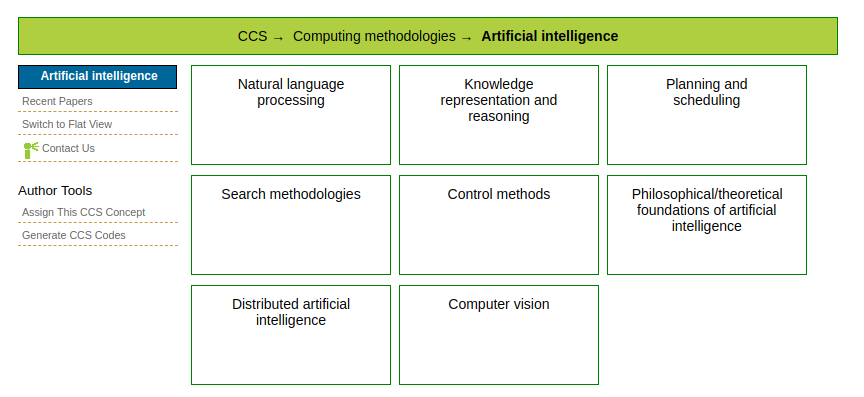 CCS → Computing methodologies → Artificial intelligence
Artificial intelligence
Recent Papers
Switch to Flat View
Contact Us
Author Tools
Assign This CCS Concept
Generate CCS Codes
Natural language
processing
Knowledge
representation and
reasoning
Planning and
scheduling
Search methodologies
Control methods
Philosophical/theoretical
foundations of artificial
intelligence
Distributed artificial
intelligence
Computer vision